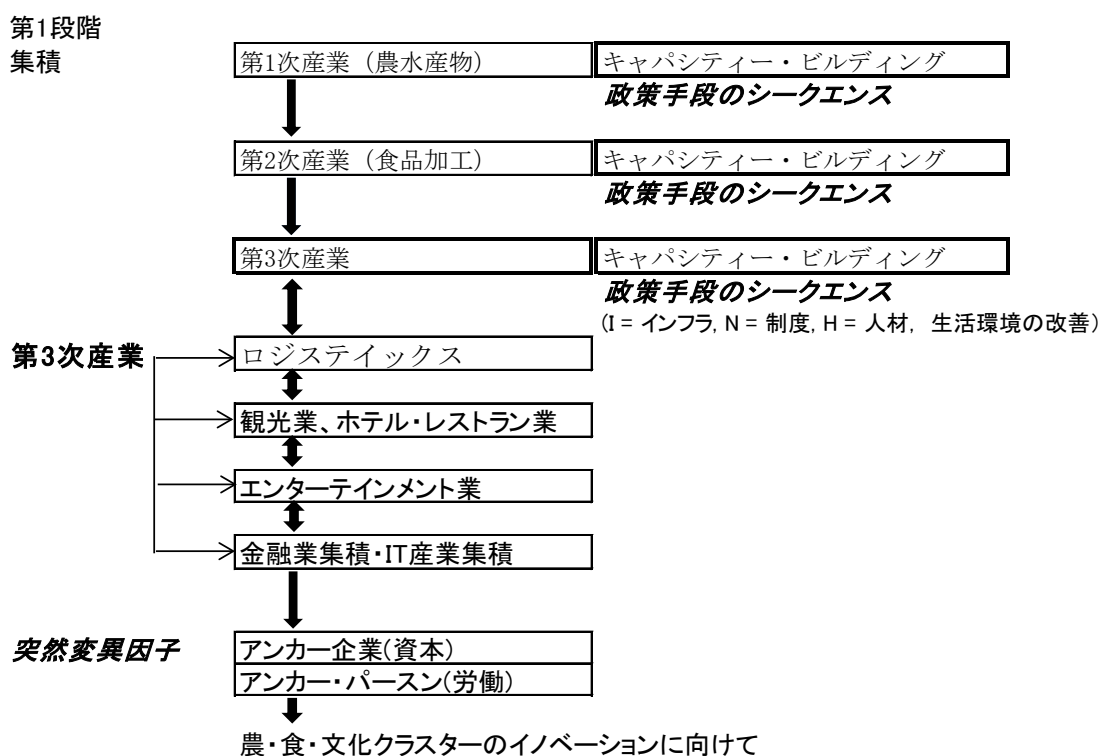 第1段階
集積
第1次産業（農水産物） キャパシティー・ビルディング
政策手段のシークエンス
第2次産業（食品加工） キャパシティー・ビルディング
政策手段のシークエンス
第3次産業 キャパシティー・ビルディング
政策手段のシークエンス
(I = インフラ, N = 制度, H = 人材, 生活環境の改善)
第3次産業 ロジステイックス
観光業、ホテル・レストラン業
エンターテインメント業
金融業集積・IT産業集積
突然変異因子 アンカー企業(資本)
アンカー・パースン(労働)
農・食・文化クラスターのイノベーションに向けて